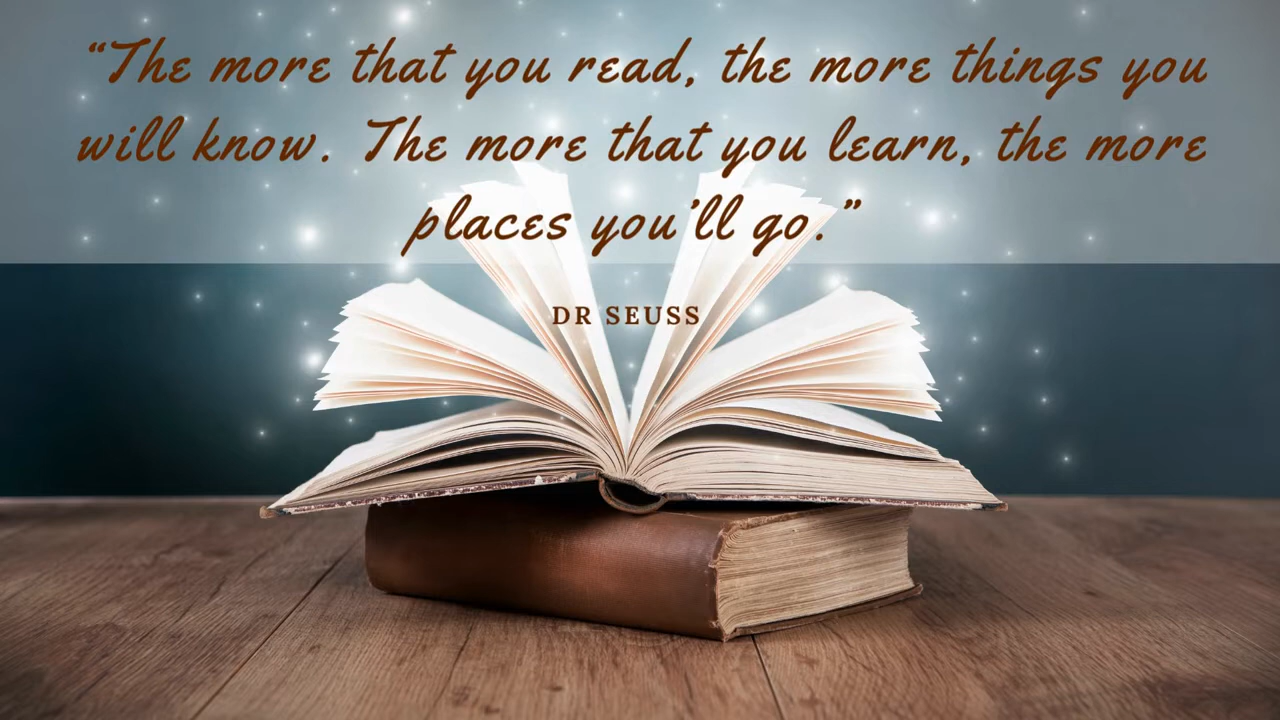 “The more that you read, the more things you
will know. The more that you learn, the more
places you’ll go.”
DR SEUSS